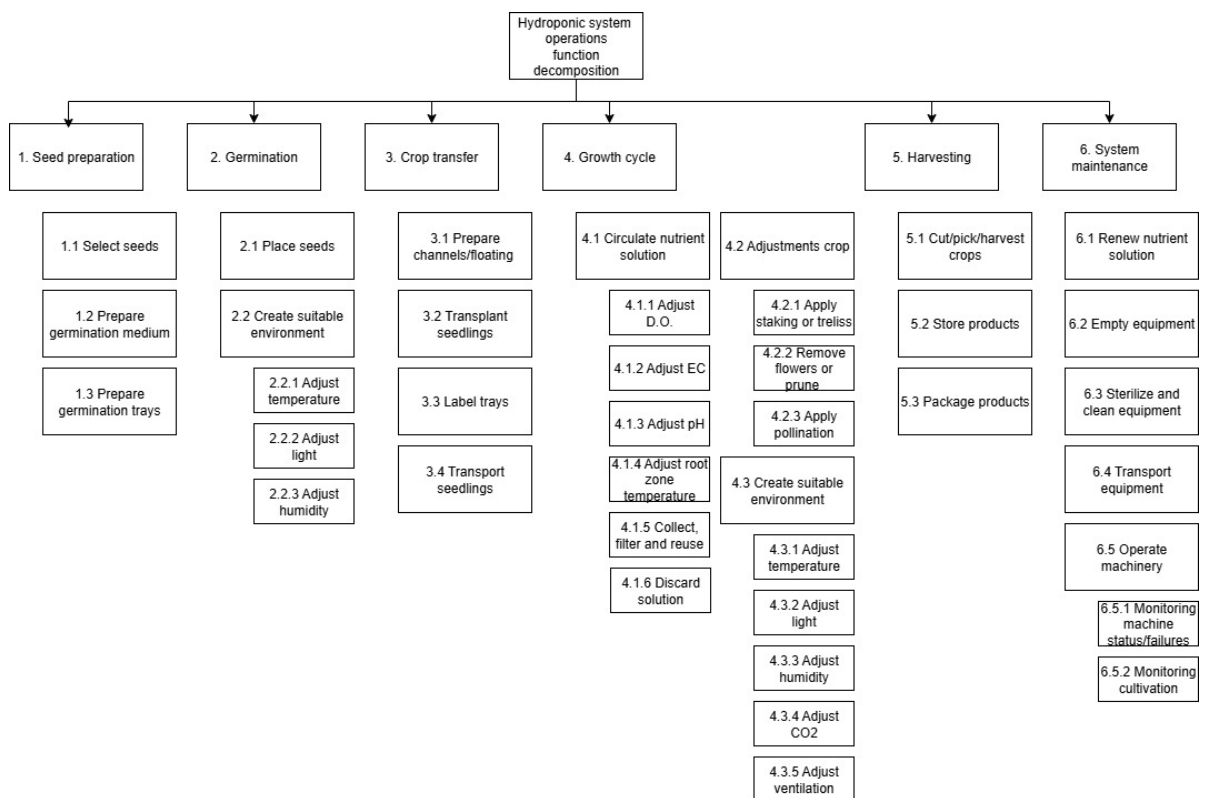 Hydroponic system
operations
function
decomposition
1. Seed preparation
2. Germination
3. Crop transfer
4. Growth cycle
5. Harvesting
6. System
maintenance
1.1 Select seeds
1.2 Prepare
germination medium
1.3 Prepare
germination trays
2.1 Place seeds
2.2 Create suitable
environment
2.2.1 Adjust
temperature
2.2.2 Adjust
light
2.2.3 Adjust
humidity
3.1 Prepare
channels/floating
3.2 Transplant
seedlings
3.3 Label trays
3.4 Transport
seedlings
4.1 Circulate nutrient
solution
4.1.1 Adjust
D.O.
4.1.2 Adjust EC
4.1.3 Adjust pH
4.1.4 Adjust root
zone
temperature
4.1.5 Collect,
filter and reuse
4.1.6 Discard
solution
4.2 Adjustments crop
4.2.1 Apply
staking or treliss
4.2.2 Remove
flowers or
prune
4.2.3 Apply
pollination
4.3 Create suitable
environment
4.3.1 Adjust
temperature
4.3.2 Adjust
light
4.3.3 Adjust
humidity
4.3.4 Adjust
CO2
4.3.5 Adjust
ventilation
5.1 Cut/pick/harvest
crops
5.2 Store products
5.3 Package products
6.1 Renew nutrient
solution
6.2 Empty equipment
6.3 Sterilize and
clean equipment
6.4 Transport
equipment
6.5 Operate
machinery
6.5.1 Monitoring
machine
status/failures
6.5.2 Monitoring
cultivation